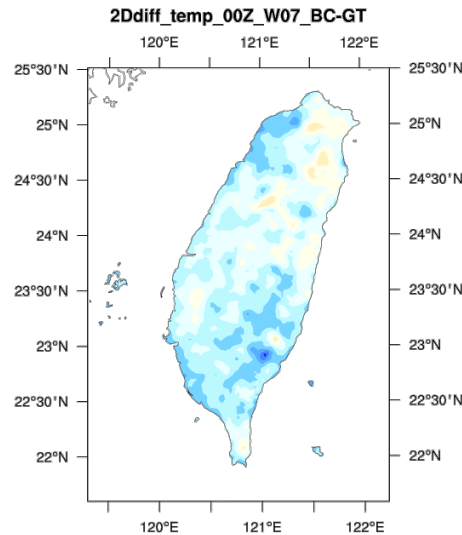 2Ddiff_temp_00Z_W07_BC-GT
120°E 121°E 122°E
25°30'N 25°30'N
25°N 25°N
24°30'N 24°30'N
24°N 24°N
23°30'N 23°30'N
23°N 23°N
22°30'N 22°30'N
22°N 22°N
120°E 121°E 122°E